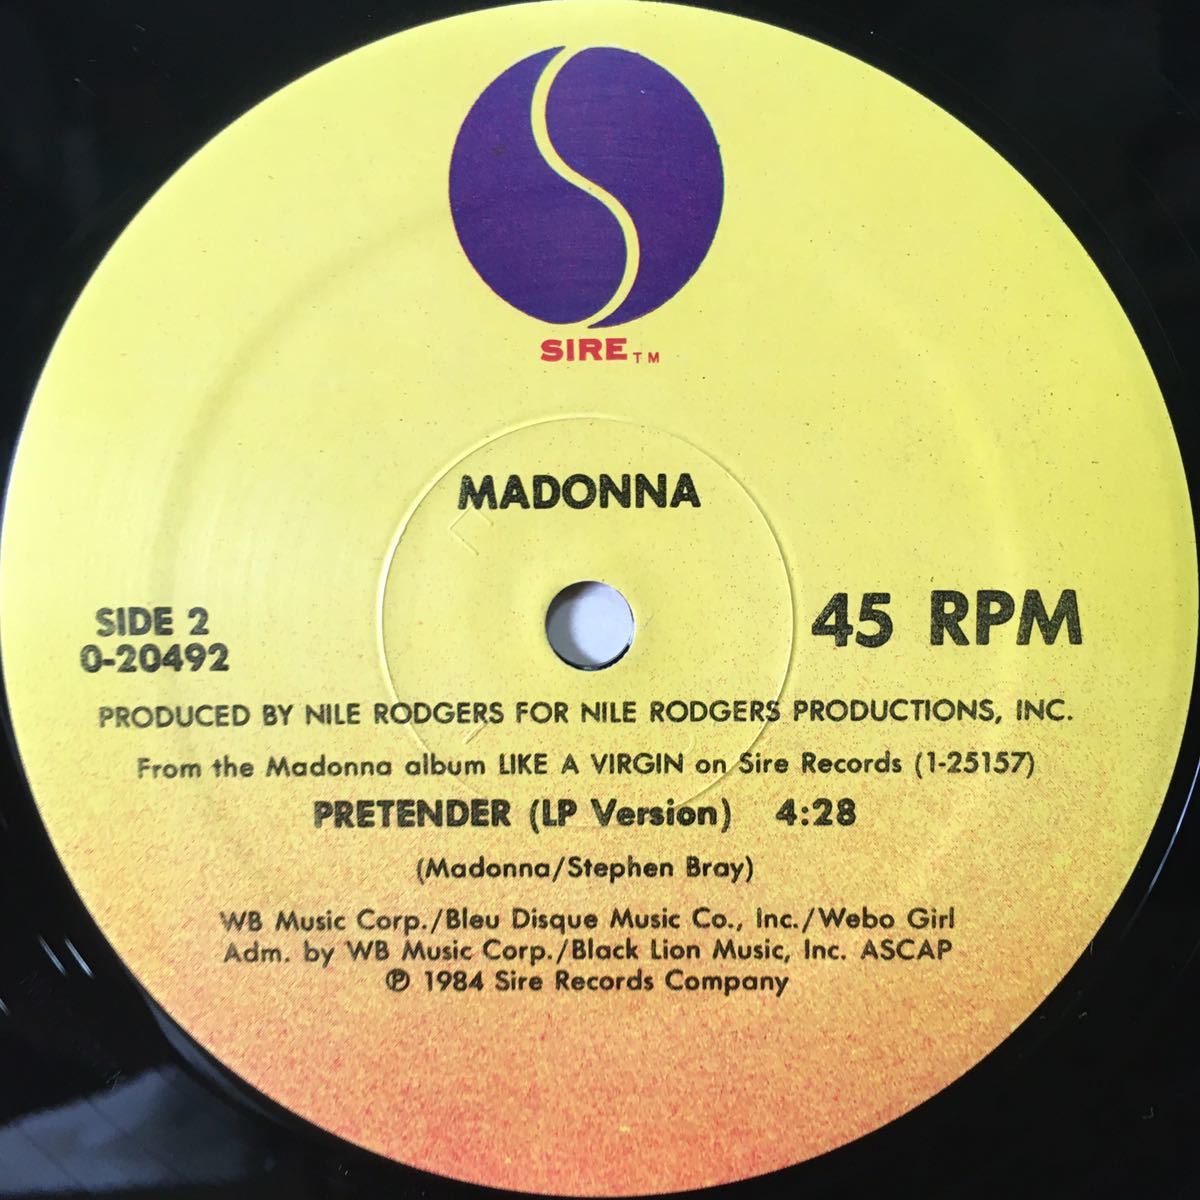 SIRE TM
MADONNA
SIDE 2
0-20492
45 RPM
PRODUCED BY NILE RODGERS FOR NILE RODGERS PRODUCTIONS, INC.
From the Madonna album LIKE A VIRGIN on Sire Records (1-25157)
PRETENDER (LP Version) 4:28
(Madonna/Stephen Bray)
WB Music Corp./Bleu Disque Music Co., Inc./Webo Girl
Adm. by WB Music Corp./Black Lion Music, Inc. ASCAP
℗ 1984 Sire Records Company